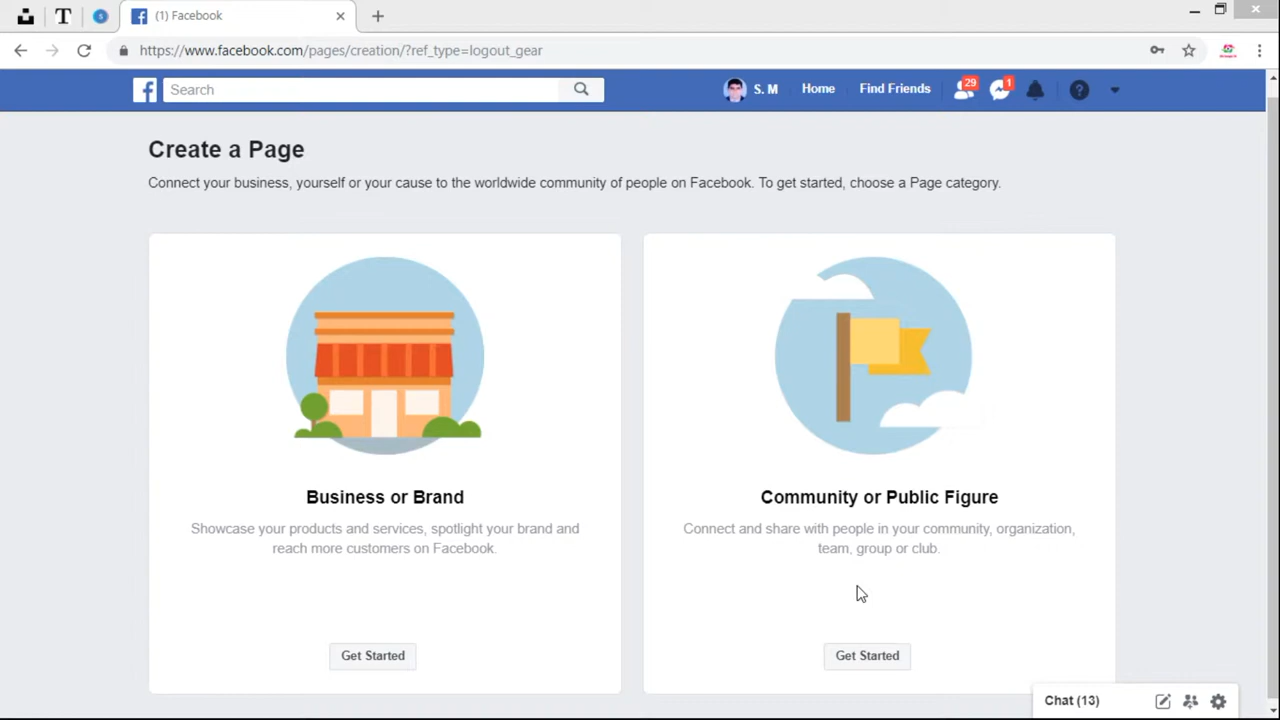 T
S
(1) Facebook
https://www.facebook.com/pages/creation/?ref_type=logout_gear
f Search
S. M
Home
Find Friends
29
1
Create a Page
Connect your business, yourself or your cause to the worldwide community of people on Facebook. To get started, choose a Page category.
Business or Brand
Showcase your products and services, spotlight your brand and
reach more customers on Facebook.
Get Started
Community or Public Figure
Connect and share with people in your community, organization,
team, group or club.
Get Started
Chat (13)